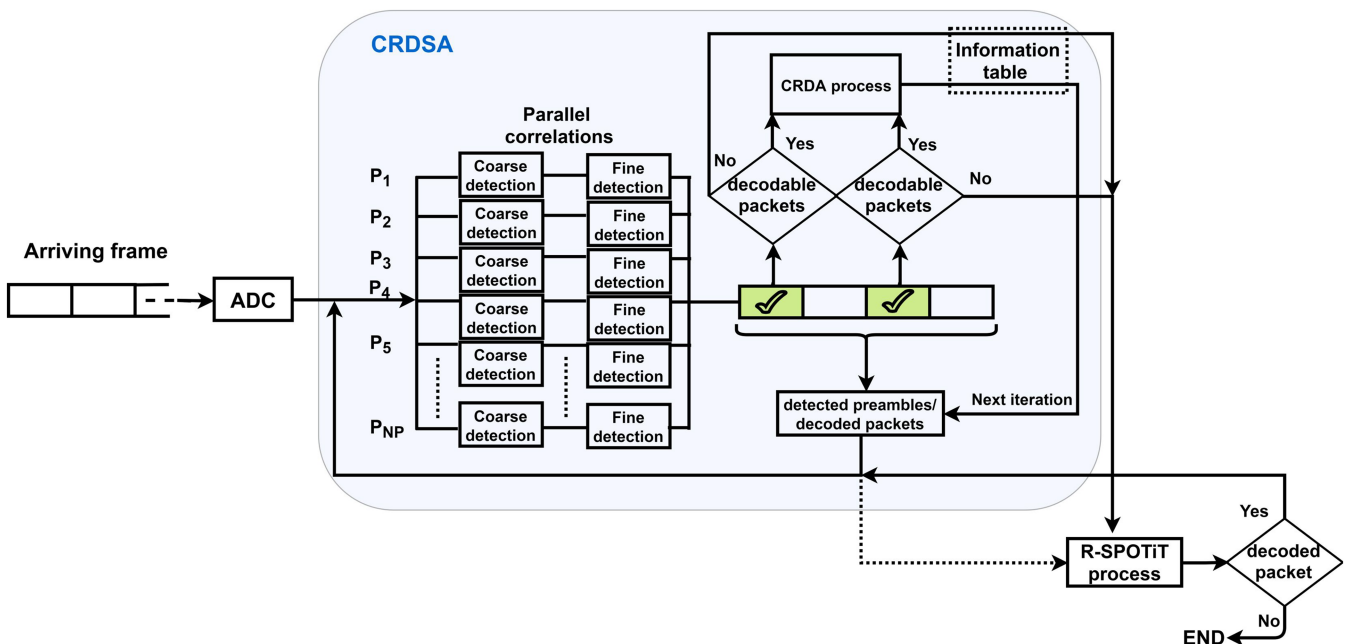 CRDSA
Information
table
CRDA process
Parallel
correlations
Yes
Yes
No
No
P1
Coarse
detection
Fine
detection
decodable
packets
decodable
packets
P2
Coarse
detection
Fine
detection
Arriving frame
P3
Coarse
detection
Fine
detection
ADC
P4
Coarse
detection
Fine
detection
P5
Coarse
detection
Fine
detection
detected preambles/
decoded packets
Next iteration
PNP
Coarse
detection
Fine
detection
Yes
R-SPOTiT
process
decoded
packet
No
END